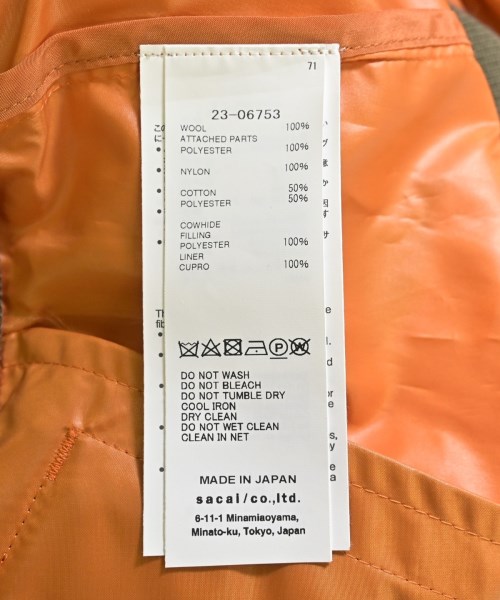 71
23-06753
WOOL 100%
ATTACHED PARTS
POLYESTER 100%
NYLON 100%
COTTON 50%
POLYESTER 50%
COWHIDE
FILLING
POLYESTER 100%
LINER
CUPRO 100%
P W
DO NOT WASH
DO NOT BLEACH
DO NOT TUMBLE DRY
COOL IRON
DRY CLEAN
DO NOT WET CLEAN
CLEAN IN NET
MADE IN JAPAN
sacai/co.,ltd.
6-11-1 Minamiaoyama,
Minato-ku, Tokyo, Japan